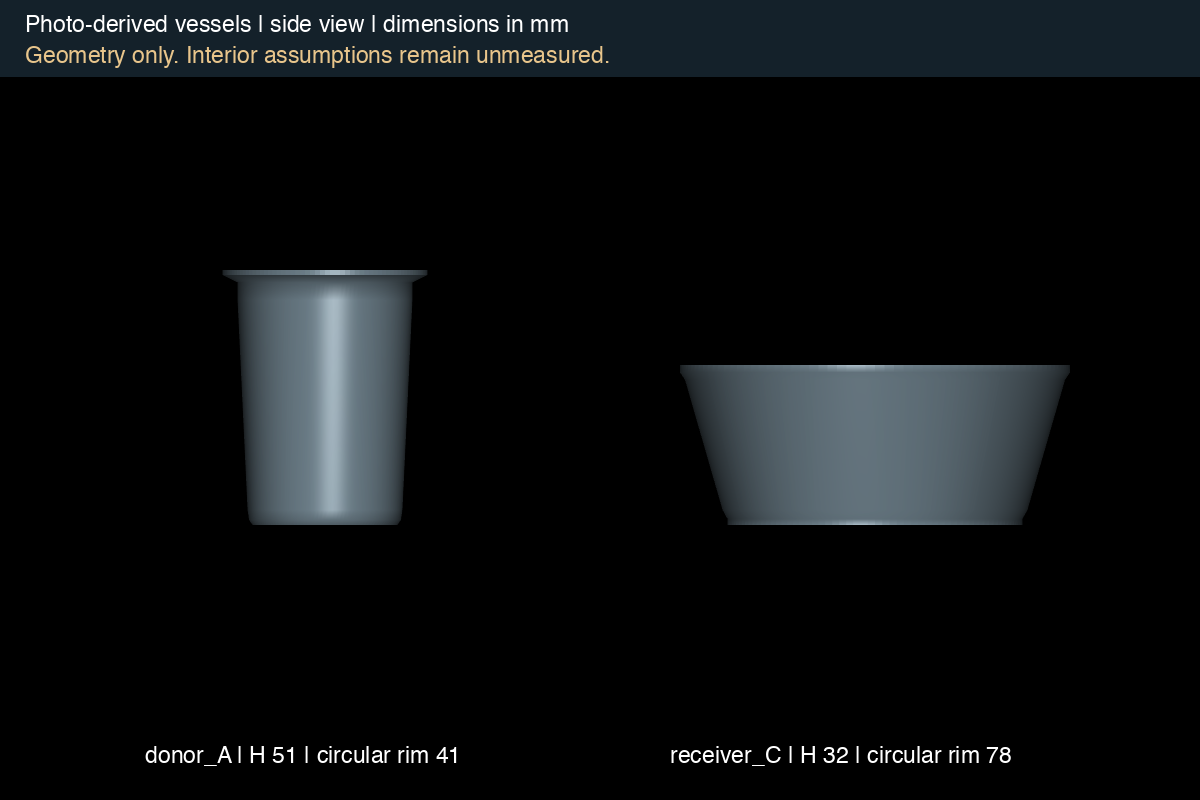 Photo-derived vessels | side view | dimensions in mm
Geometry only. Interior assumptions remain unmeasured.
donor_A | H 51 | circular rim 41
receiver_C | H 32 | circular rim 78